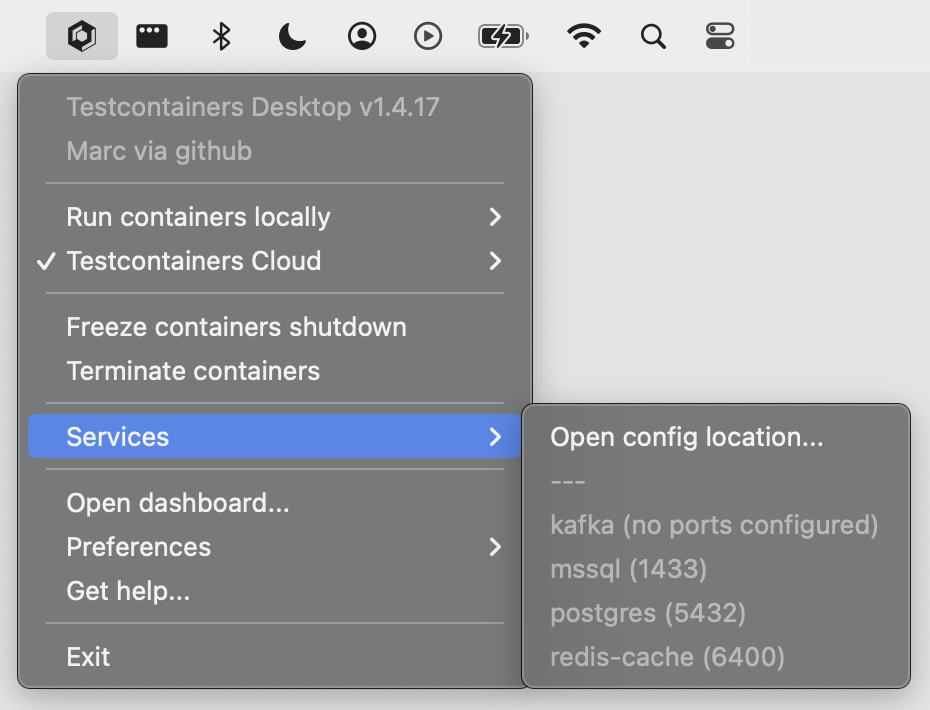 Testcontainers Desktop v1.4.17
Marc via github
Run containers locally
Testcontainers Cloud
Freeze containers shutdown
Terminate containers
Services
Open config location...
---
kafka (no ports configured)
mssql (1433)
postgres (5432)
redis-cache (6400)
Open dashboard...
Preferences
Get help...
Exit